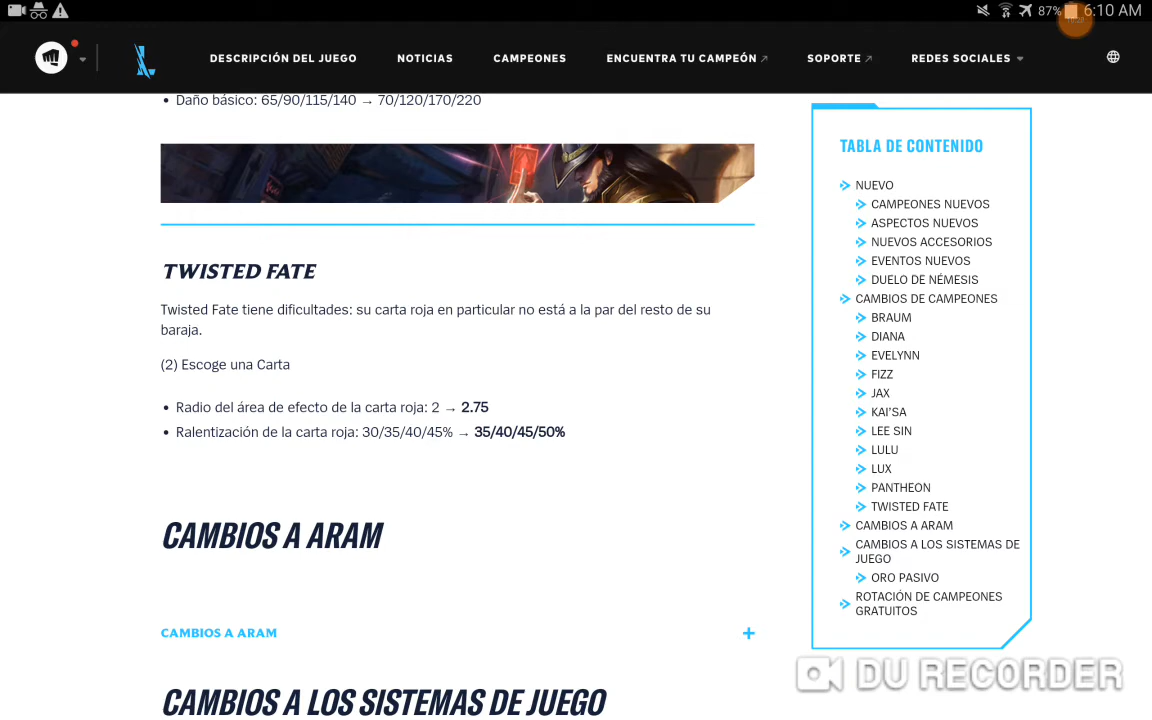 87% 6:10 AM
DESCRIPCIÓN DEL JUEGO NOTICIAS CAMPEONES ENCUENTRA TU CAMPEÓN SOPORTE REDES SOCIALES
• Daño básico: 65/90/115/140 → 70/120/170/220
TWISTED FATE
Twisted Fate tiene dificultades: su carta roja en particular no está a la par del resto de su
baraja.
(2) Escoge una Carta
• Radio del área de efecto de la carta roja: 2 → 2.75
• Ralentización de la carta roja: 30/35/40/45% → 35/40/45/50%
CAMBIOS A ARAM
CAMBIOS A ARAM +
CAMBIOS A LOS SISTEMAS DE JUEGO
TABLA DE CONTENIDO
NUEVO
CAMPEONES NUEVOS
ASPECTOS NUEVOS
NUEVOS ACCESORIOS
EVENTOS NUEVOS
DUELO DE NÉMESIS
CAMBIOS DE CAMPEONES
BRAUM
DIANA
EVELYNN
FIZZ
JAX
KAI'SA
LEE SIN
LULU
LUX
PANTHEON
TWISTED FATE
CAMBIOS A ARAM
CAMBIOS A LOS SISTEMAS DE
JUEGO
ORO PASIVO
ROTACIÓN DE CAMPEONES
GRATUITOS
DU RECORDER